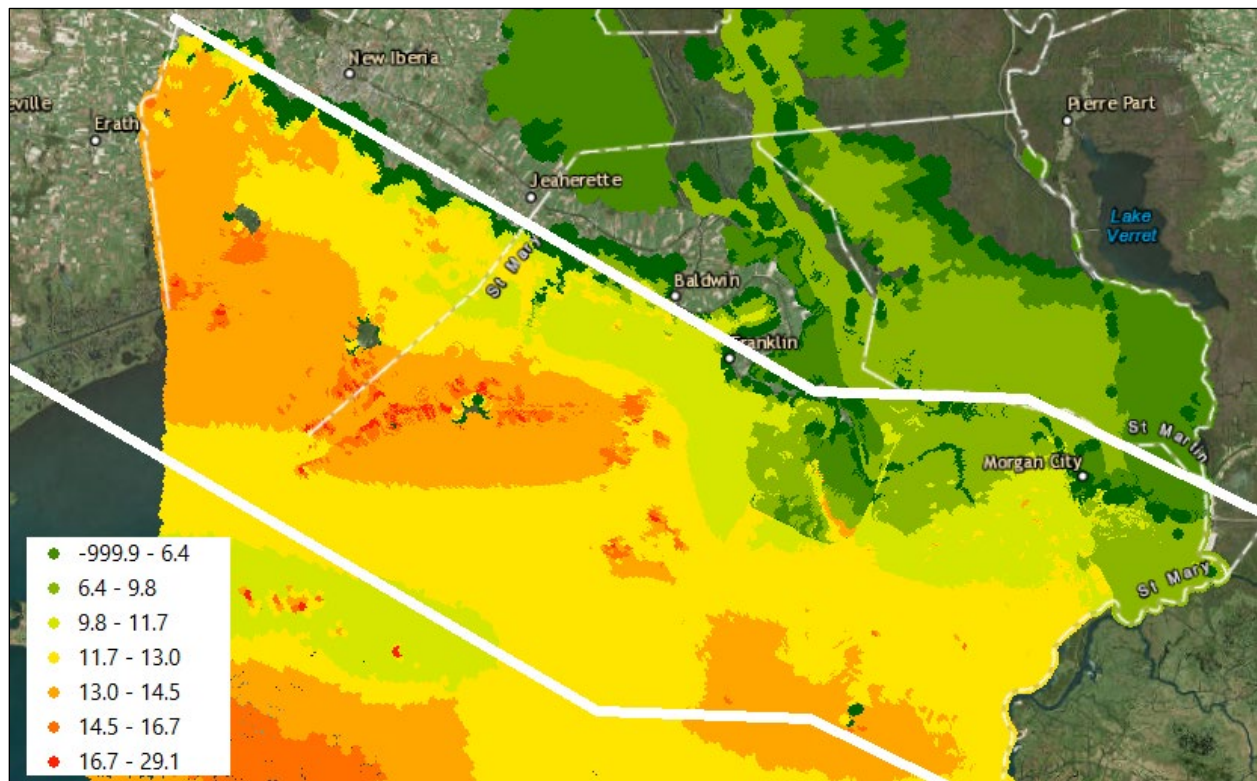 New Iberia
eville
Erath
Pierre Part
Jeanerette
Lake
Verret
St Mary
Baldwin
Franklin
St Martin
Morgan City
St Mary
-999.9 - 6.4
6.4 - 9.8
9.8 - 11.7
11.7 - 13.0
13.0 - 14.5
14.5 - 16.7
16.7 - 29.1